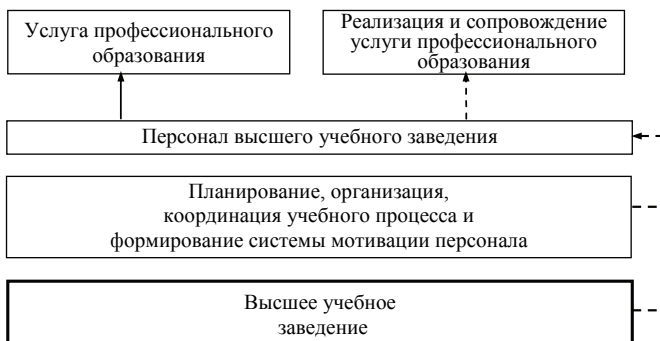 Услуга профессионального
образования
Реализация и сопровождение
услуги профессионального
образования
Персонал высшего учебного заведения
Планирование, организация,
координация учебного процесса и
формирование системы мотивации персонала
Высшее учебное
заведение